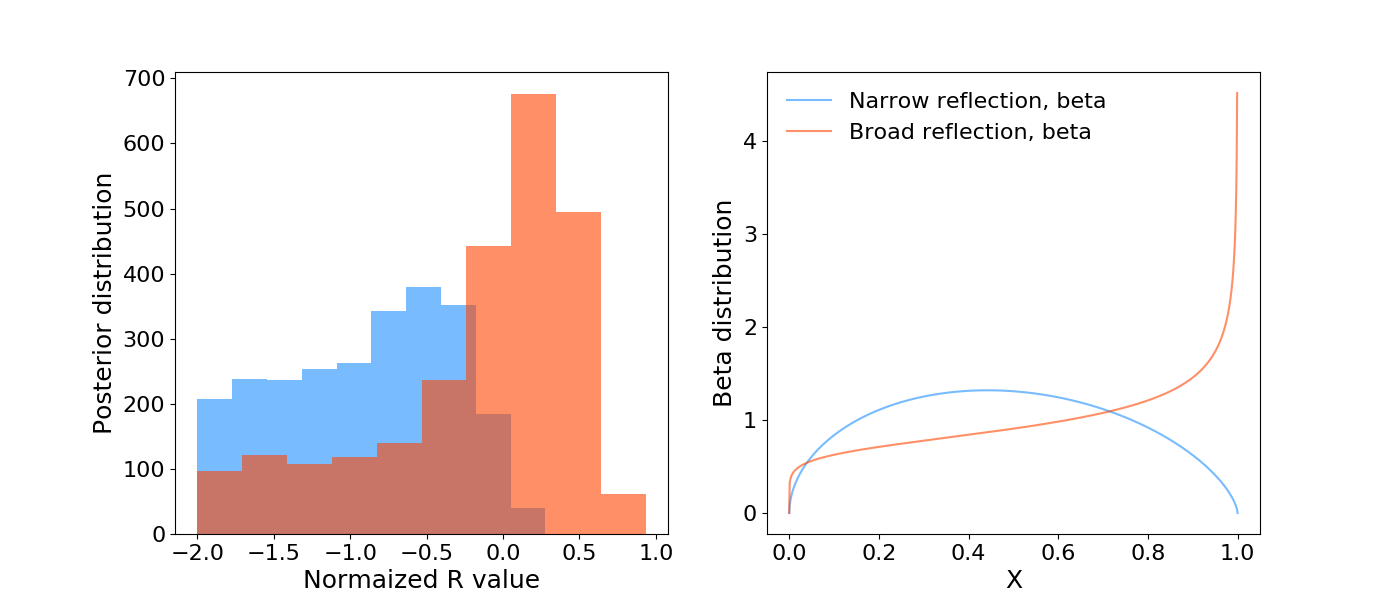 Posterior distribution
700
600
500
400
300
200
100
0
−2.0 −1.5 −1.0 −0.5 0.0 0.5 1.0
Normaized R value
Beta distribution
4
3
2
1
0
0.0 0.2 0.4 0.6 0.8 1.0
X
Narrow reflection, beta
Broad reflection, beta